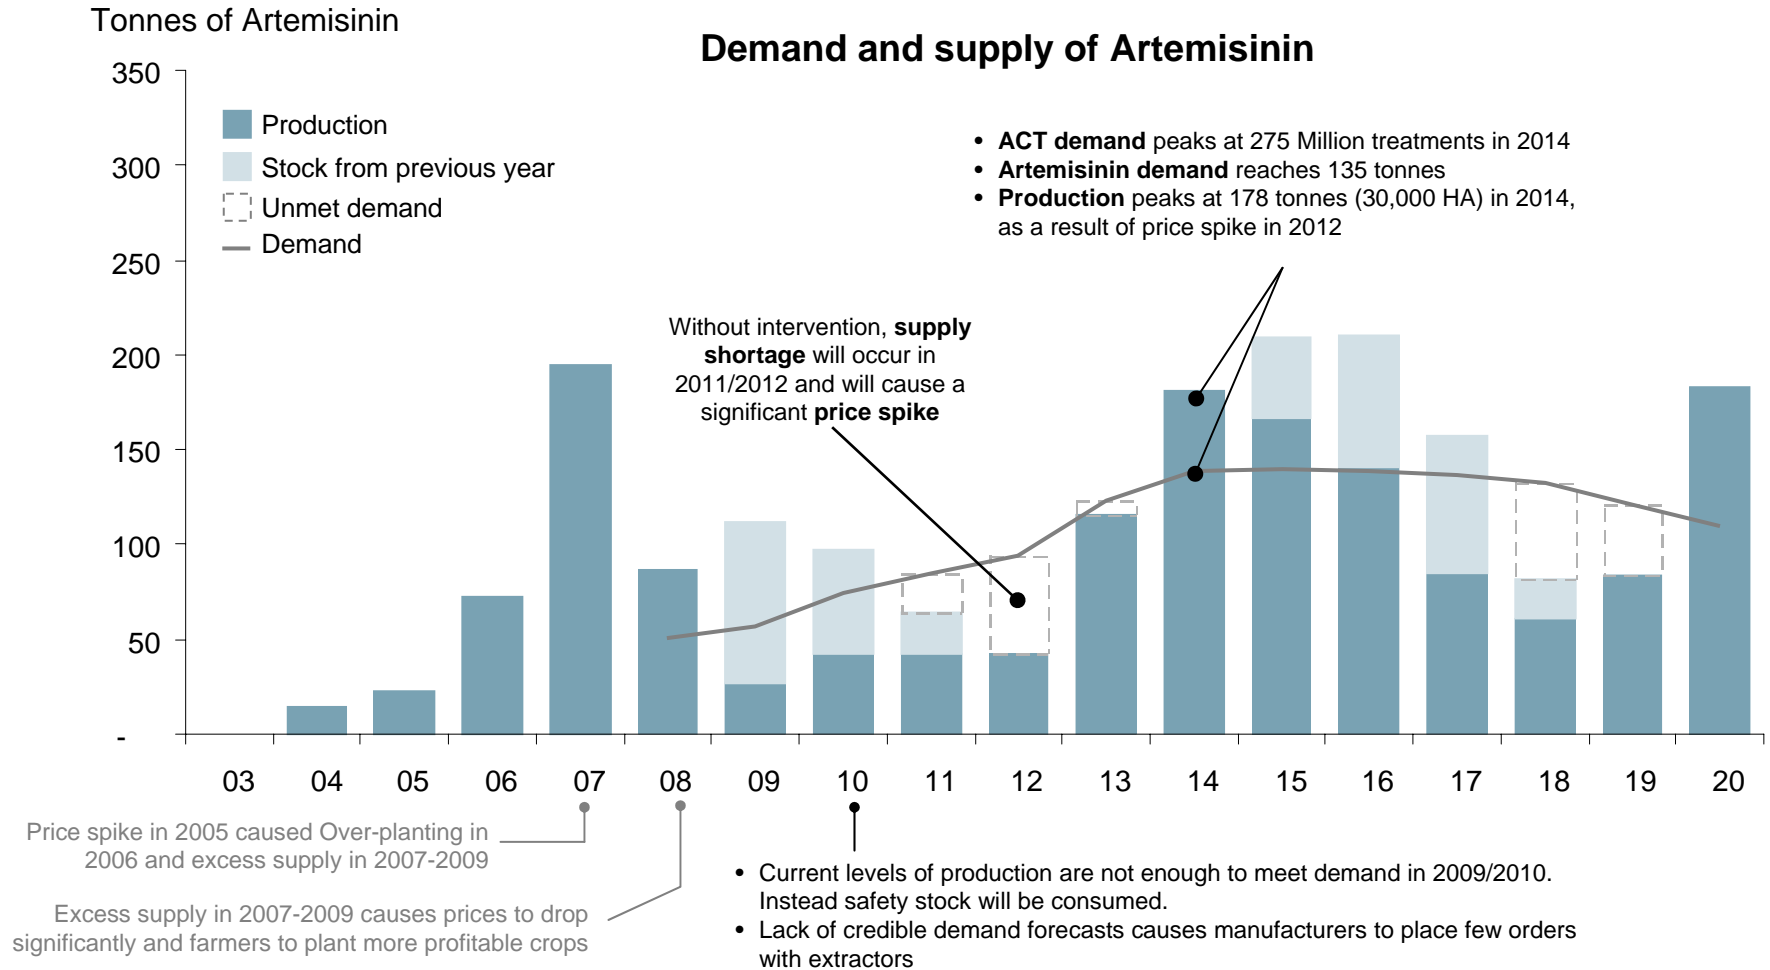 Tonnes of Artemisinin
Demand and supply of Artemisinin
350
300
250
200
150
100
50
-
Production
Stock from previous year
Unmet demand
Demand
• ACT demand peaks at 275 Million treatments in 2014
• Artemisinin demand reaches 135 tonnes
• Production peaks at 178 tonnes (30,000 HA) in 2014,
as a result of price spike in 2012
Without intervention, supply
shortage will occur in
2011/2012 and will cause a
significant price spike
03 04 05 06 07 08 09 10 11 12 13 14 15 16 17 18 19 20
Price spike in 2005 caused Over-planting in
2006 and excess supply in 2007-2009
Excess supply in 2007-2009 causes prices to drop
significantly and farmers to plant more profitable crops
• Current levels of production are not enough to meet demand in 2009/2010.
Instead safety stock will be consumed.
• Lack of credible demand forecasts causes manufacturers to place few orders
with extractors